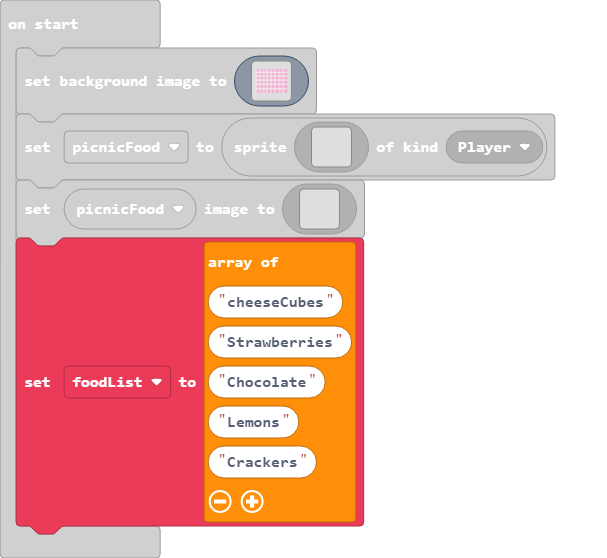 on start
set background image to
set picnicFood to sprite of kind Player
set picnicFood image to
array of
"cheeseCubes"
"Strawberries"
set foodList to "Chocolate"
"Lemons"
"Crackers"